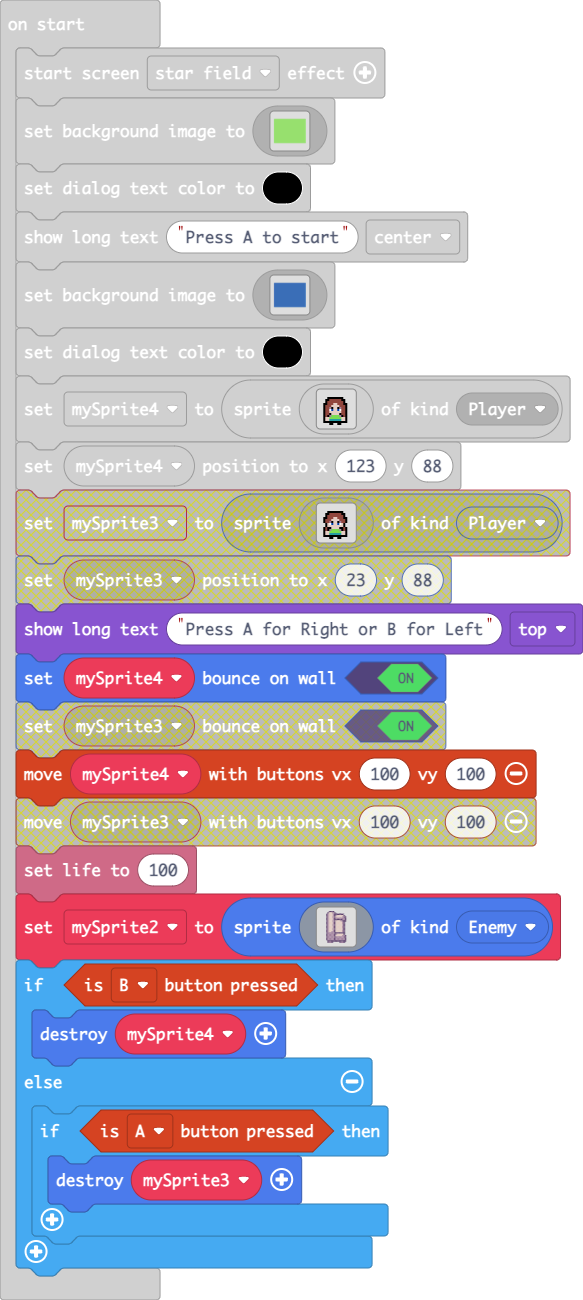 on start
start screen star field effect
set background image to
set dialog text color to
show long text "Press A to start" center
set background image to
set dialog text color to
set mySprite4 to sprite of kind Player
set mySprite4 position to x 123 y 88
set mySprite3 to sprite of kind Player
set mySprite3 position to x 23 y 88
show long text "Press A for Right or B for Left" top
set mySprite4 bounce on wall ON
set mySprite3 bounce on wall ON
move mySprite4 with buttons vx 100 vy 100
move mySprite3 with buttons vx 100 vy 100
set life to 100
set mySprite2 to sprite of kind Enemy
if is B button pressed then
destroy mySprite4
else
if is A button pressed then
destroy mySprite3